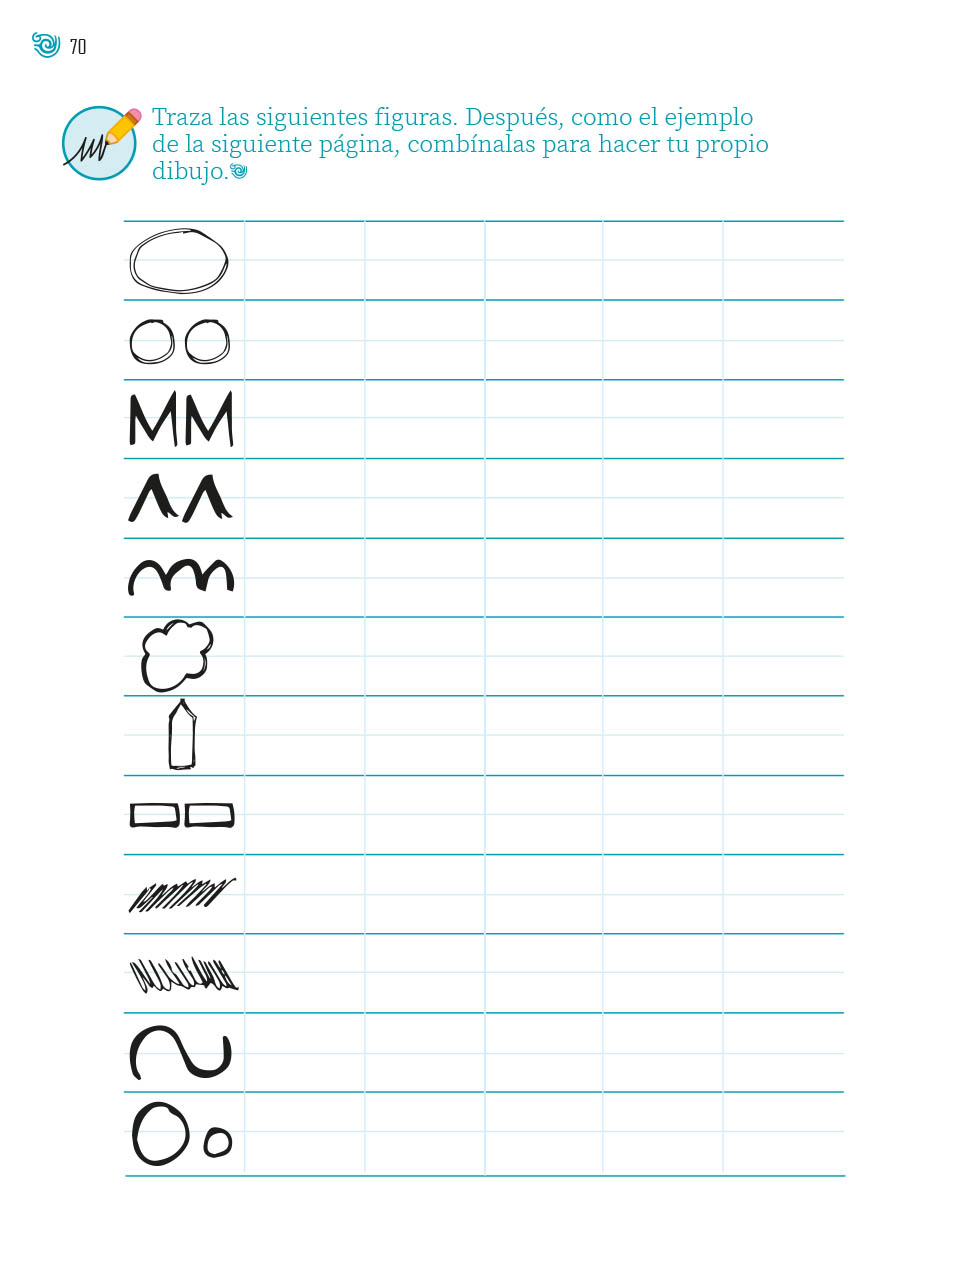 70
Traza las siguientes figuras. Después, como el ejemplo
de la siguiente página, combínalas para hacer tu propio
dibujo.
MM